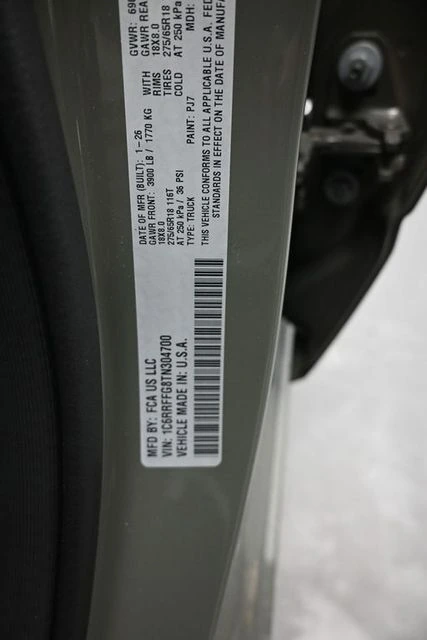 MFD BY: FCA US LLC
VIN: 1C6RRFFG8TN304700
VEHICLE MADE IN: U.S.A.
DATE OF MFR (BUILT): 1-26
GAWR FRONT: 3900 LB / 1770 KG
18X8.0
275/65R18 116T
AT 250 kPa / 36 PSI
TYPE: TRUCK
GVWR:
GAWR REA
WITH 18X8.0
RIMS 275/65R18
TIRES AT 250 kPa
COLD
PAINT: PJ7 MDH:
THIS VEHICLE CONFORMS TO ALL APPLICABLE U.S.A. FED
STANDARDS IN EFFECT ON THE DATE OF MANUFA